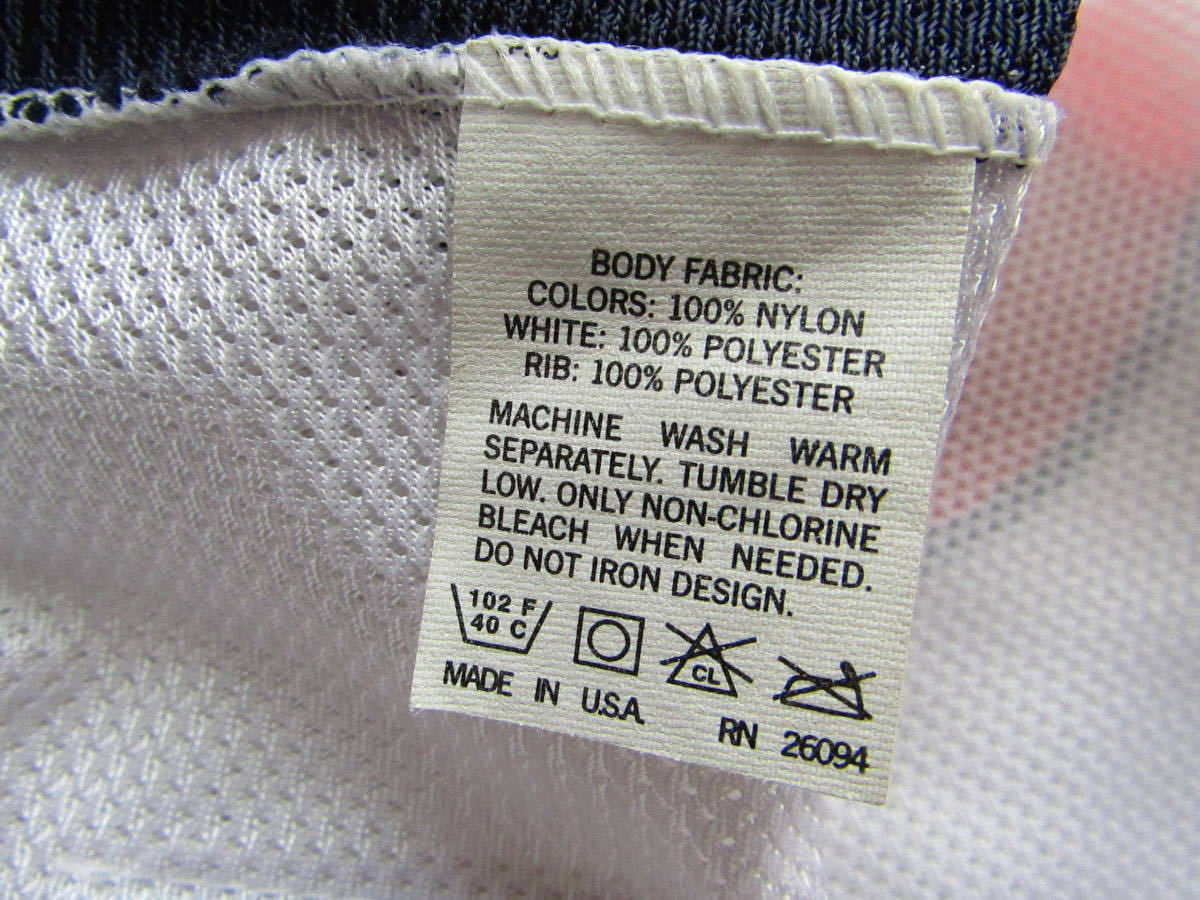 BODY FABRIC:
COLORS: 100% NYLON
WHITE: 100% POLYESTER
RIB: 100% POLYESTER
MACHINE WASH WARM
SEPARATELY. TUMBLE DRY
LOW. ONLY NON-CHLORINE
BLEACH WHEN NEEDED.
DO NOT IRON DESIGN.
102 F
40 C
CL
MADE IN U.S.A.
RN 26094